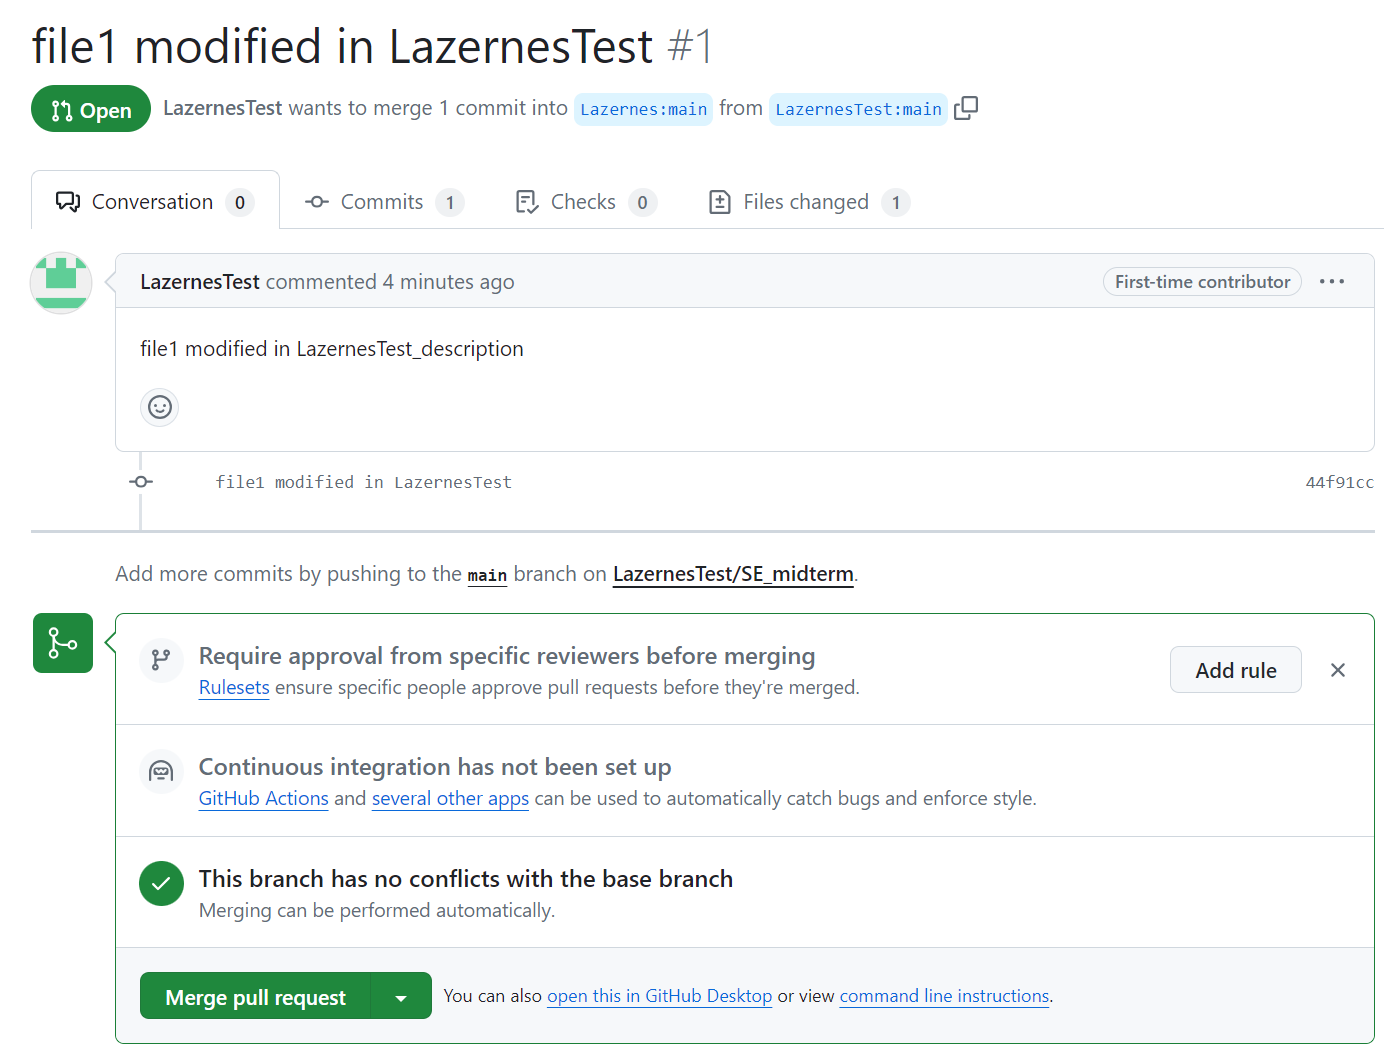 file1 modified in LazernesTest #1
Open LazernesTest wants to merge 1 commit into Lazernes:main from LazernesTest:main
Conversation 0 Commits 1 Checks 0 Files changed 1
LazernesTest commented 4 minutes ago First-time contributor
file1 modified in LazernesTest_description
file1 modified in LazernesTest 44f91cc
Add more commits by pushing to the main branch on LazernesTest/SE_midterm.
Require approval from specific reviewers before merging
Rulesets ensure specific people approve pull requests before they're merged.
Add rule
Continuous integration has not been set up
GitHub Actions and several other apps can be used to automatically catch bugs and enforce style.
This branch has no conflicts with the base branch
Merging can be performed automatically.
Merge pull request You can also open this in GitHub Desktop or view command line instructions.